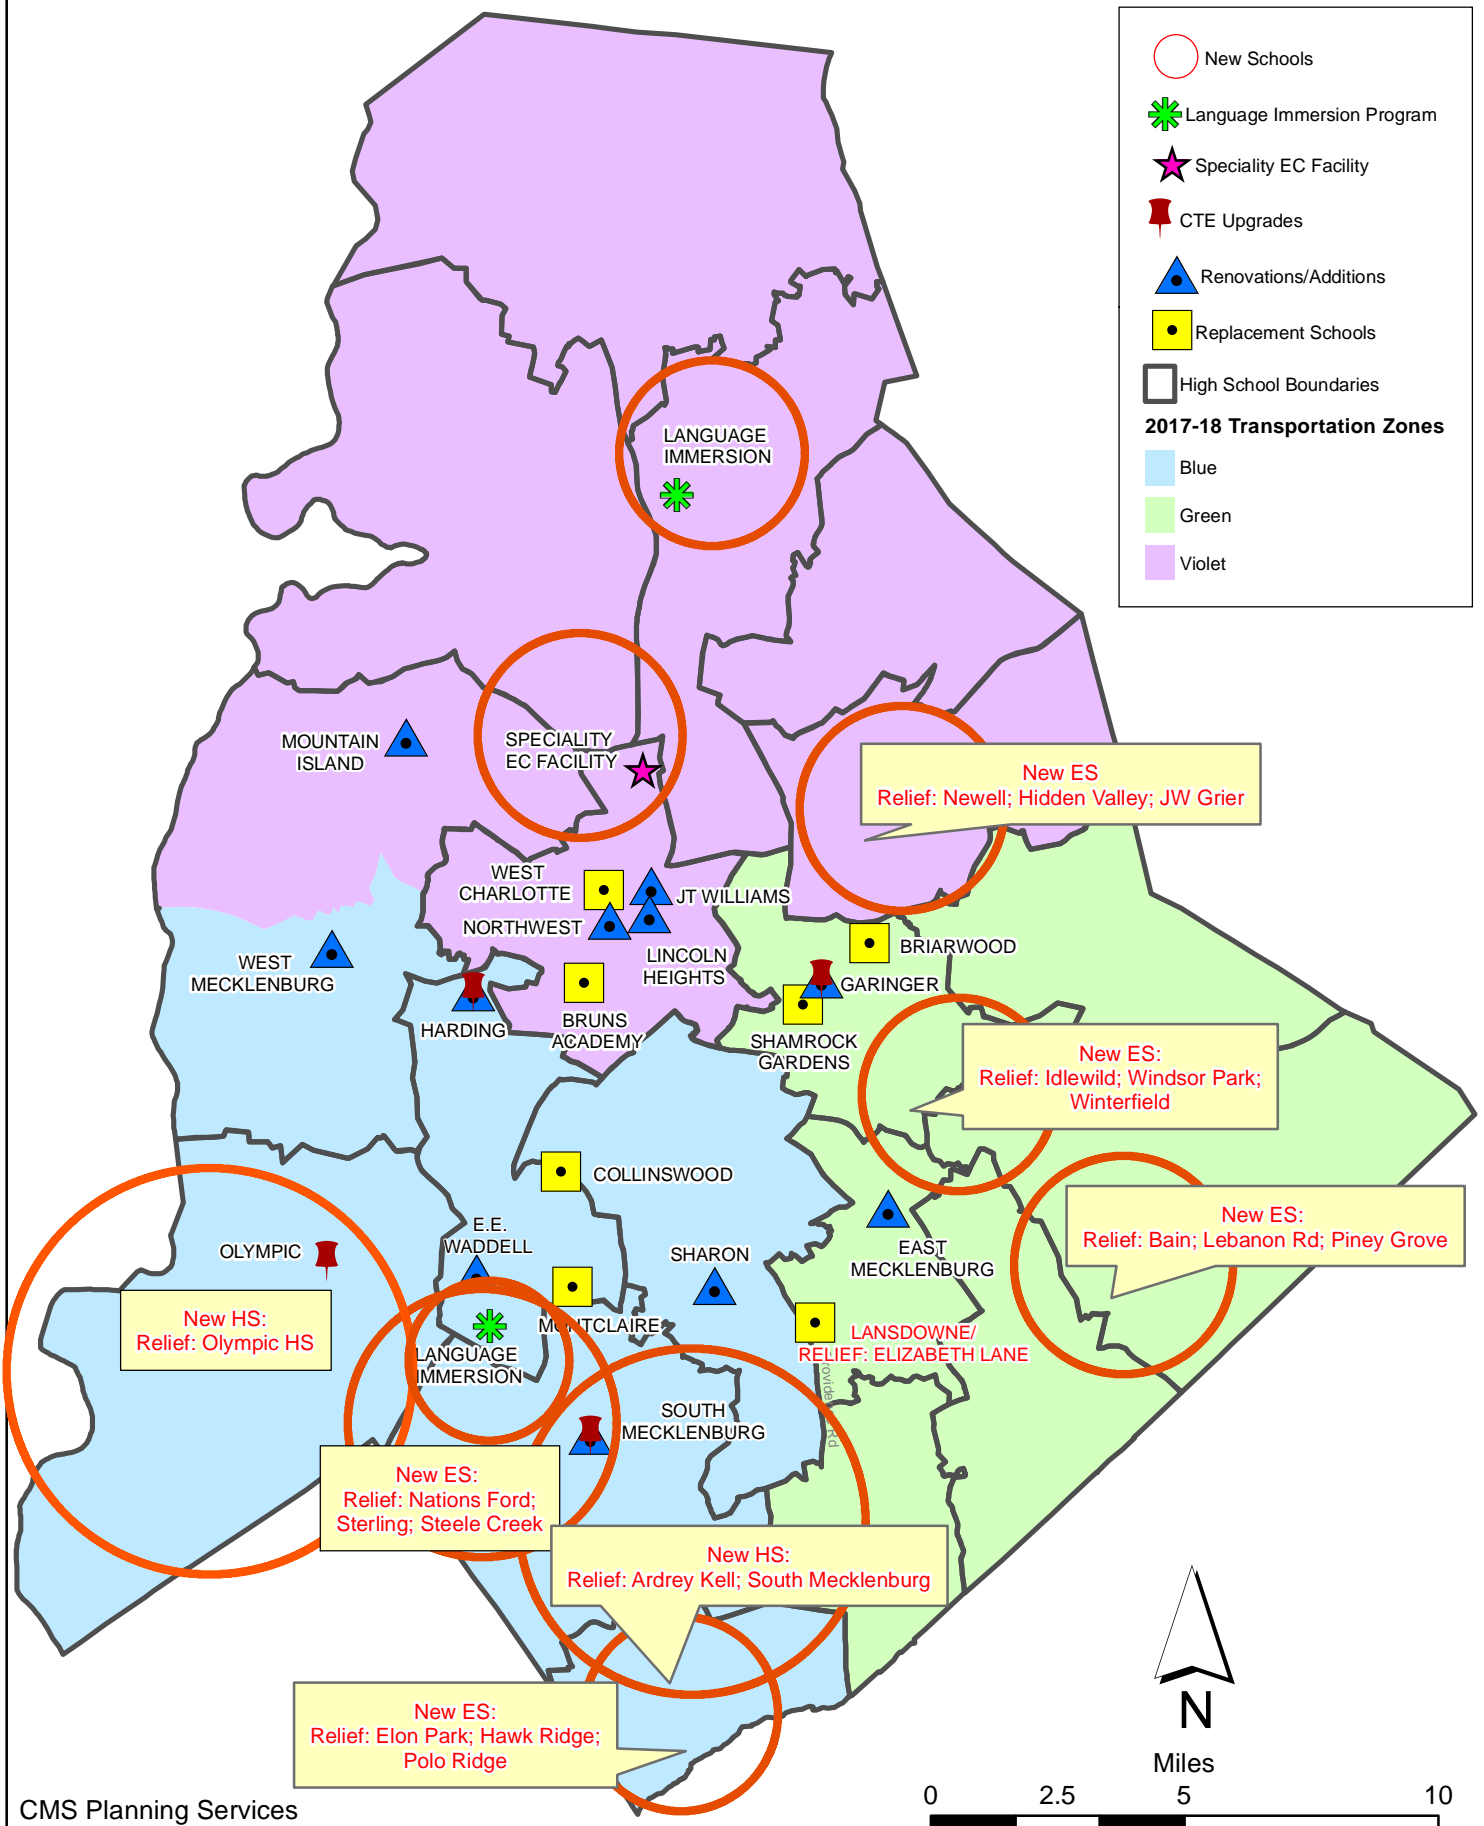 New Schools
Language Immersion Program
Speciality EC Facility
CTE Upgrades
Renovations/Additions
Replacement Schools
High School Boundaries
2017-18 Transportation Zones
Blue
Green
Violet
LANGUAGE
IMMERSION
MOUNTAIN
ISLAND
SPECIALITY
EC FACILITY
New ES
Relief: Newell; Hidden Valley; JW Grier
WEST
CHARLOTTE
JT WILLIAMS
NORTHWEST
LINCOLN
HEIGHTS
WEST
MECKLENBURG
BRIARWOOD
GARINGER
HARDING
BRUNS
ACADEMY
SHAMROCK
GARDENS
New ES:
Relief: Idlewild; Windsor Park;
Winterfield
COLLINSWOOD
E.E.
WADDELL
OLYMPIC
SHARON
EAST
MECKLENBURG
New ES:
Relief: Bain; Lebanon Rd; Piney Grove
New HS:
Relief: Olympic HS
MONTCLAIRE
LANSDOWNE/
RELIEF: ELIZABETH LANE
LANGUAGE
IMMERSION
Providence Rd
SOUTH
MECKLENBURG
New ES:
Relief: Nations Ford;
Sterling; Steele Creek
New HS:
Relief: Ardrey Kell; South Mecklenburg
New ES:
Relief: Elon Park; Hawk Ridge;
Polo Ridge
N
Miles
0 2.5 5 10
CMS Planning Services